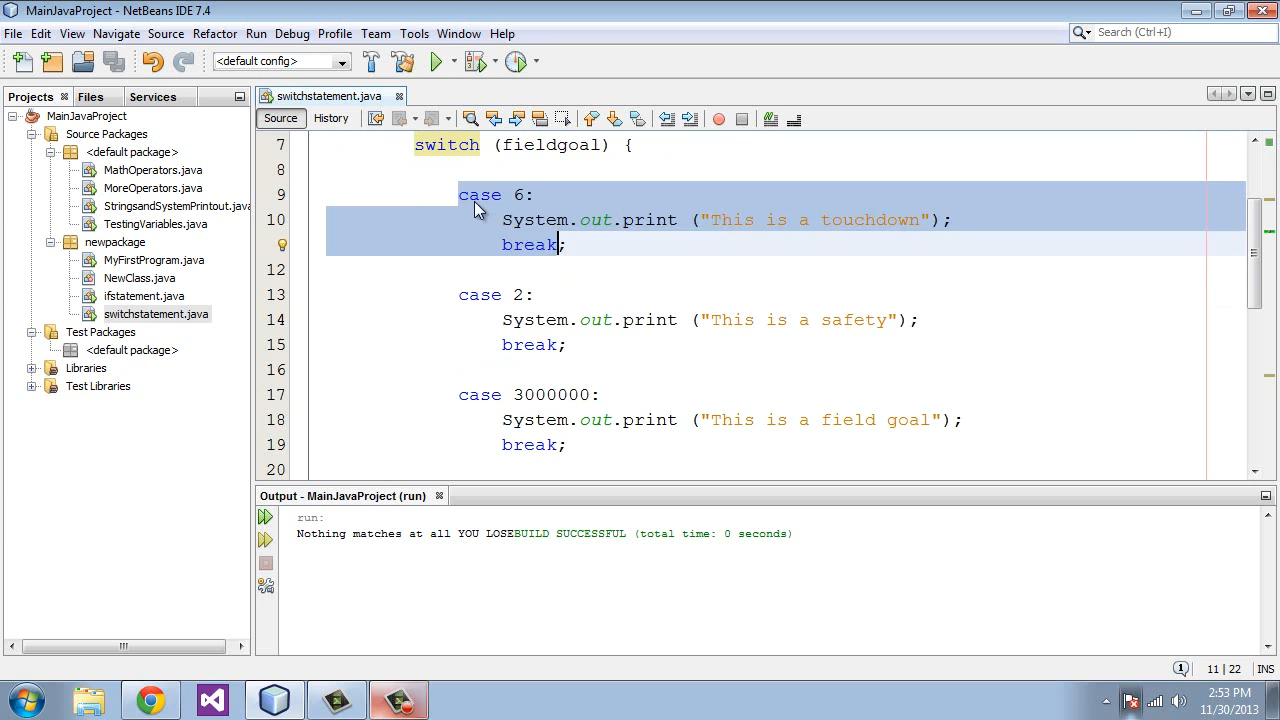 MainJavaProject - NetBeans IDE 7.4
File Edit View Navigate Source Refactor Run Debug Profile Team Tools Window Help
Search (Ctrl+I)
<default config>
Projects Files Services
switchstatement.java
Source History
MainJavaProject
Source Packages
<default package>
MathOperators.java
MoreOperators.java
StringsandSystemPrintout.java
TestingVariables.java
newpackage
MyFirstProgram.java
NewClass.java
ifstatement.java
switchstatement.java
Test Packages
<default package>
Libraries
Test Libraries
7 switch (fieldgoal) {
8
9 case 6:
10 System.out.print ("This is a touchdown");
break;
12
13 case 2:
14 System.out.print ("This is a safety");
15 break;
16
17 case 3000000:
18 System.out.print ("This is a field goal");
19 break;
20
Output - MainJavaProject (run)
run:
Nothing matches at all YOU LOSEBUILD SUCCESSFUL (total time: 0 seconds)
1 11 | 22 INS
2:53 PM
11/30/2013